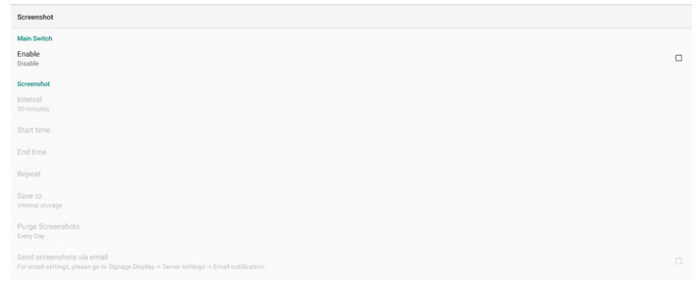 Screenshot
Main Switch
Enable
Disable
Screenshot
Interval
30 minutes
Start time
End time
Repeat
Save to
Internal storage
Purge Screenshots
Every Day
Send screenshots via email
For email settings, please go to Signage Display -> Server settings -> Email notification.